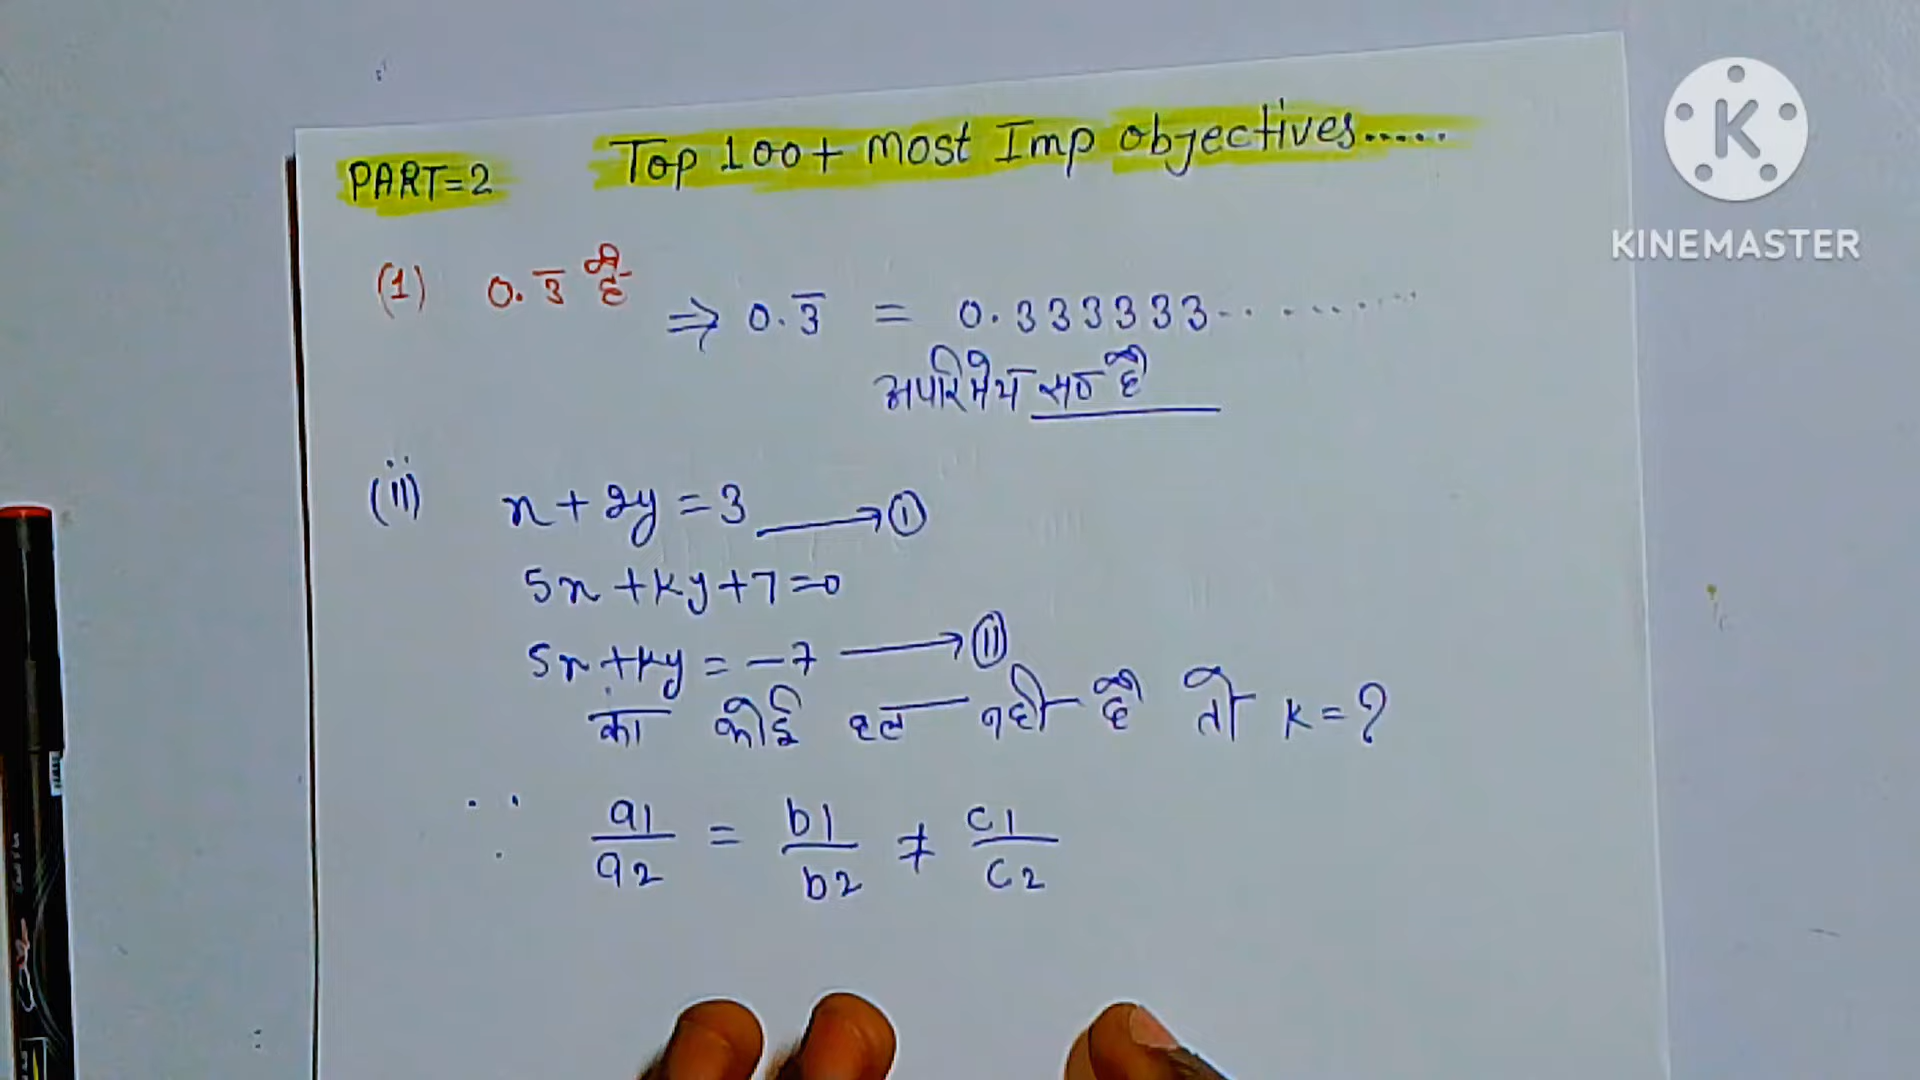 PART=2 Top 100+ most Imp objectives.....
(1) 0.3̅ है
⇒ 0.3̅ = 0.333333..........
अपरिमेय सं० है
(ii) x+2y=3 → (i)
5x+ky+7=0
5x+ky=-7 → (ii)
का कोई हल नही है तो k=?
∵ a1/a2 = b1/b2 ≠ c1/c2
K
KINEMASTER